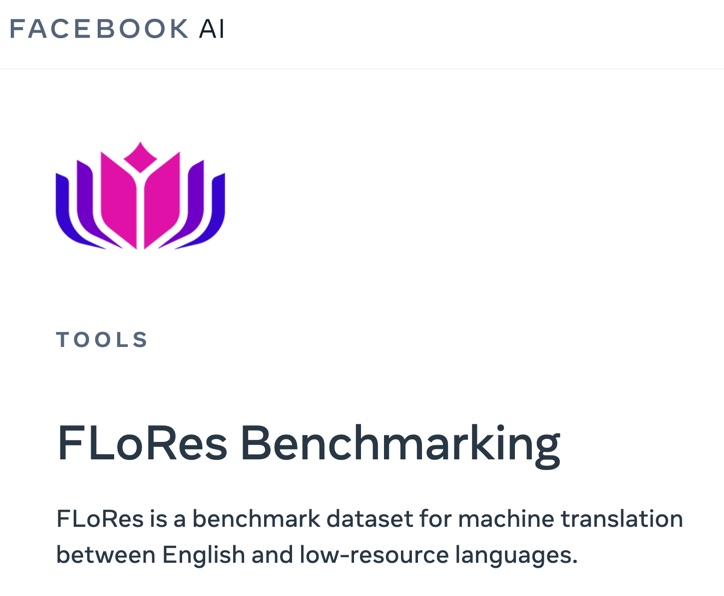 FACEBOOK AI
TOOLS
FLoRes Benchmarking
FLoRes is a benchmark dataset for machine translation
between English and low-resource languages.